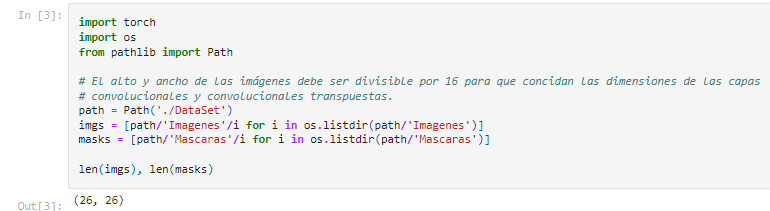 In [3]:
import torch
import os
from pathlib import Path
# El alto y ancho de las imágenes debe ser divisible por 16 para que concidan las dimensiones de las capas
# convolucionales y convolucionales transpuestas.
path = Path('./DataSet')
imgs = [path/'Imagenes'/i for i in os.listdir(path/'Imagenes')]
masks = [path/'Mascaras'/i for i in os.listdir(path/'Mascaras')]
len(imgs), len(masks)
Out[3]: (26, 26)